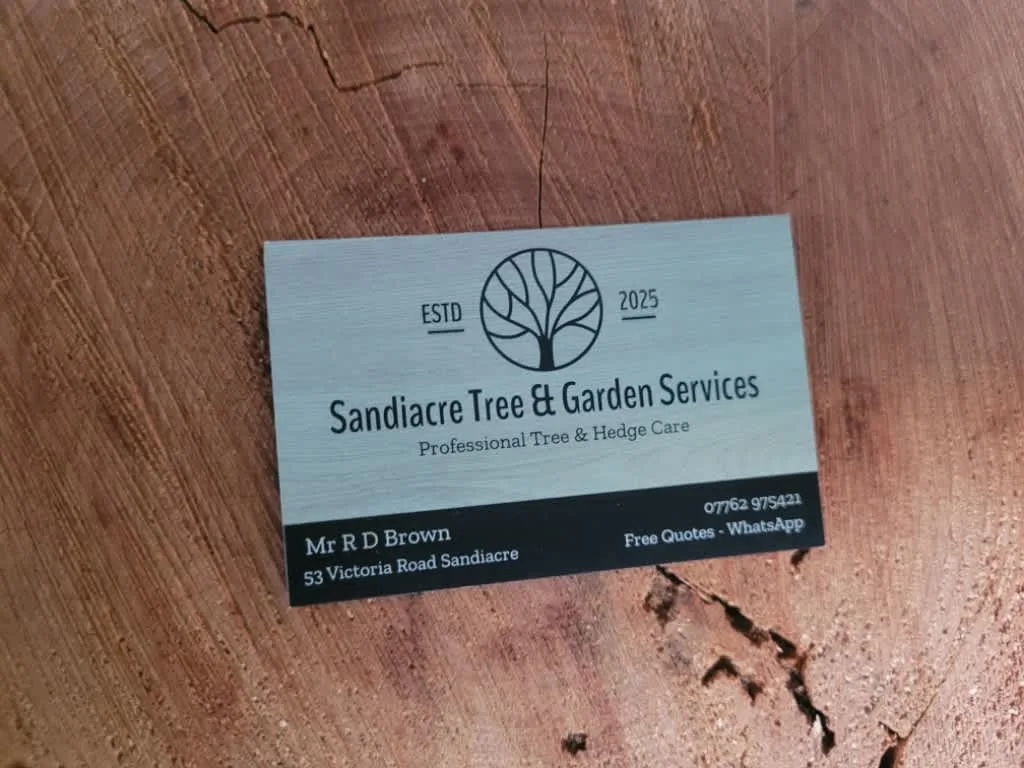 ESTD 2025
Sandiacre Tree & Garden Services
Professional Tree & Hedge Care
Mr R D Brown
53 Victoria Road Sandiacre
07762 975421
Free Quotes - WhatsApp